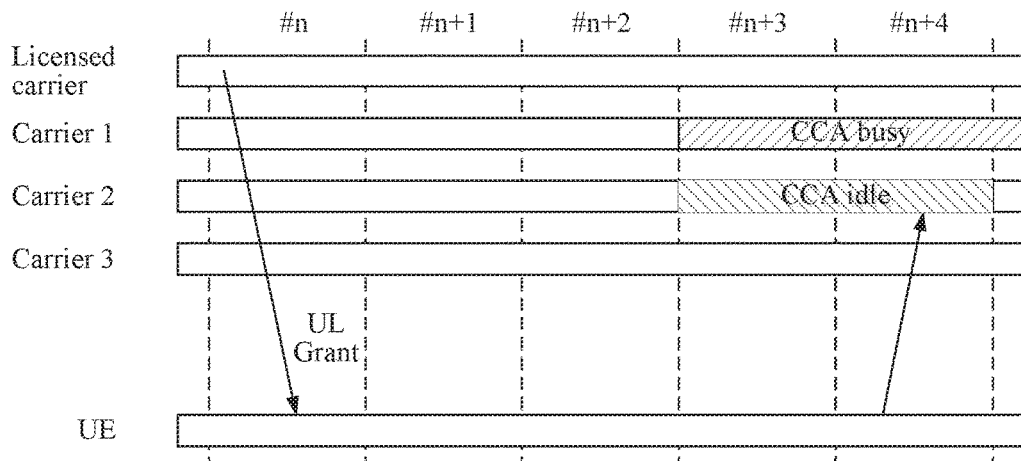 #n #n+1 #n+2 #n+3 #n+4
Licensed
carrier
Carrier 1 CCA busy
Carrier 2 CCA idle
Carrier 3
UL
Grant
UE